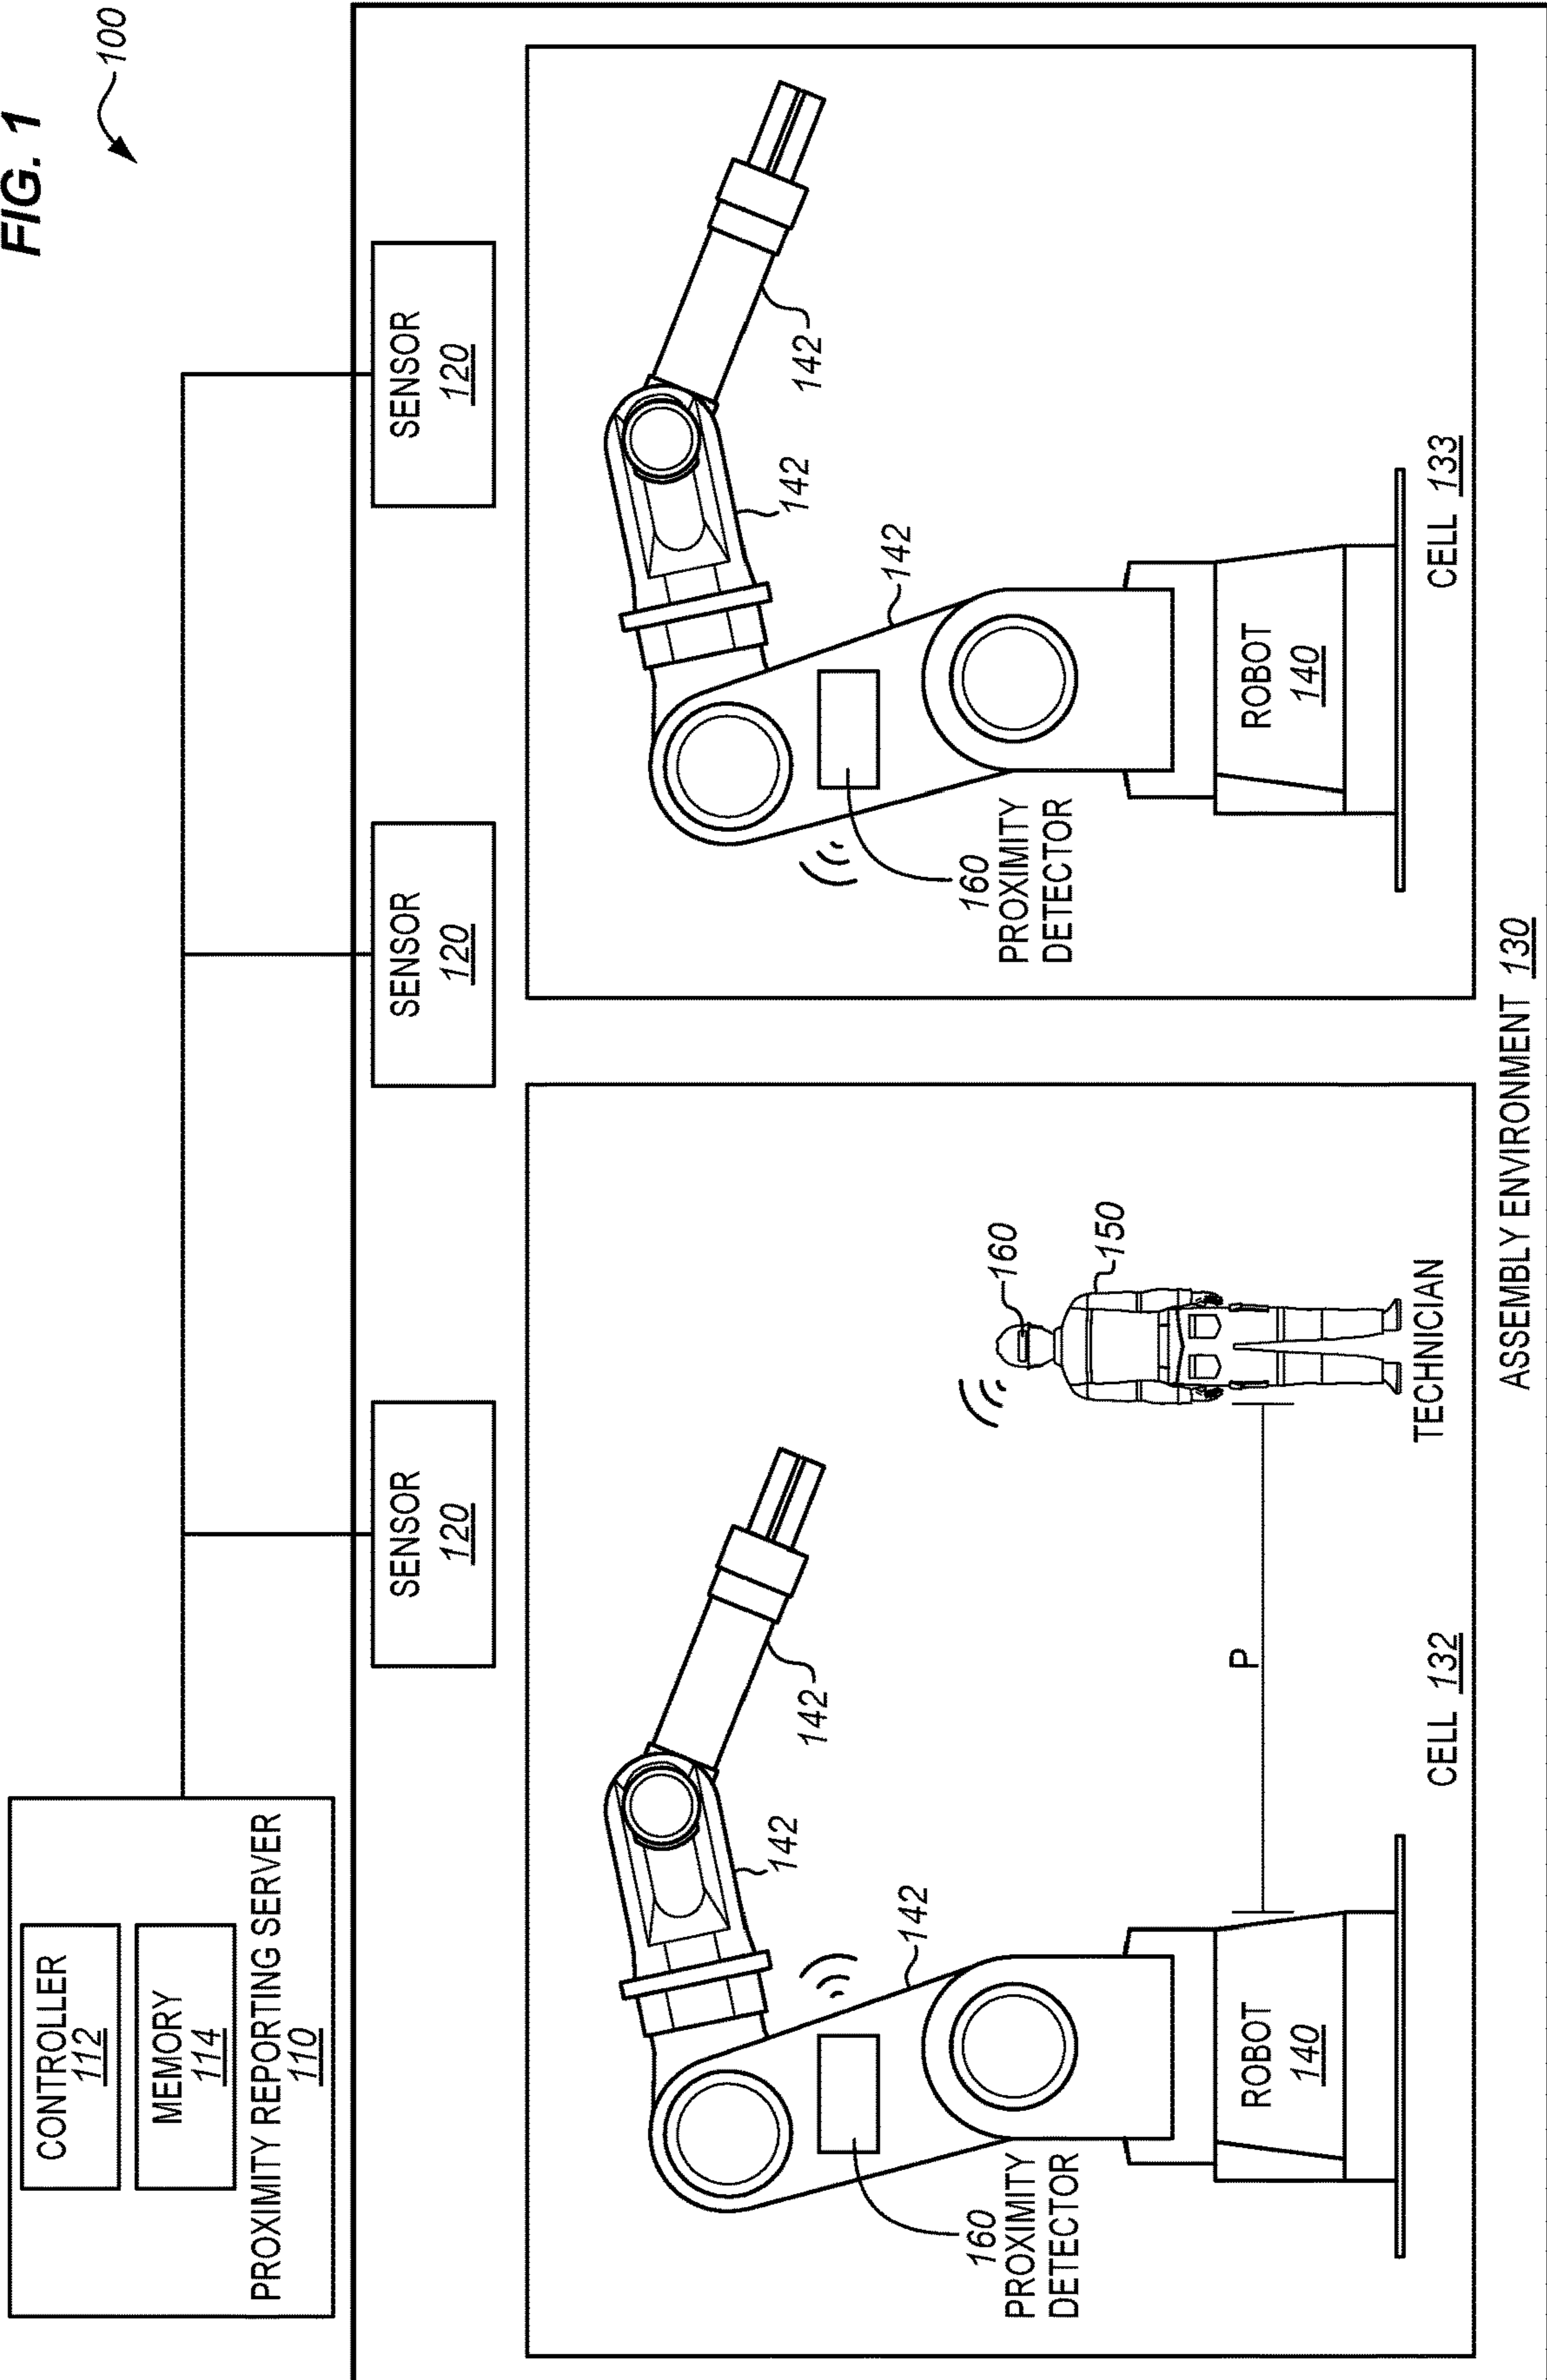 FIG. 1
100
CONTROLLER
112
MEMORY
114
PROXIMITY REPORTING SERVER
110
SENSOR
120
SENSOR
120
SENSOR
120
142
142
142
160
PROXIMITY
DETECTOR
ROBOT
140
P
160
150
TECHNICIAN
CELL 132
142
142
142
160
PROXIMITY
DETECTOR
ROBOT
140
CELL 133
ASSEMBLY ENVIRONMENT 130